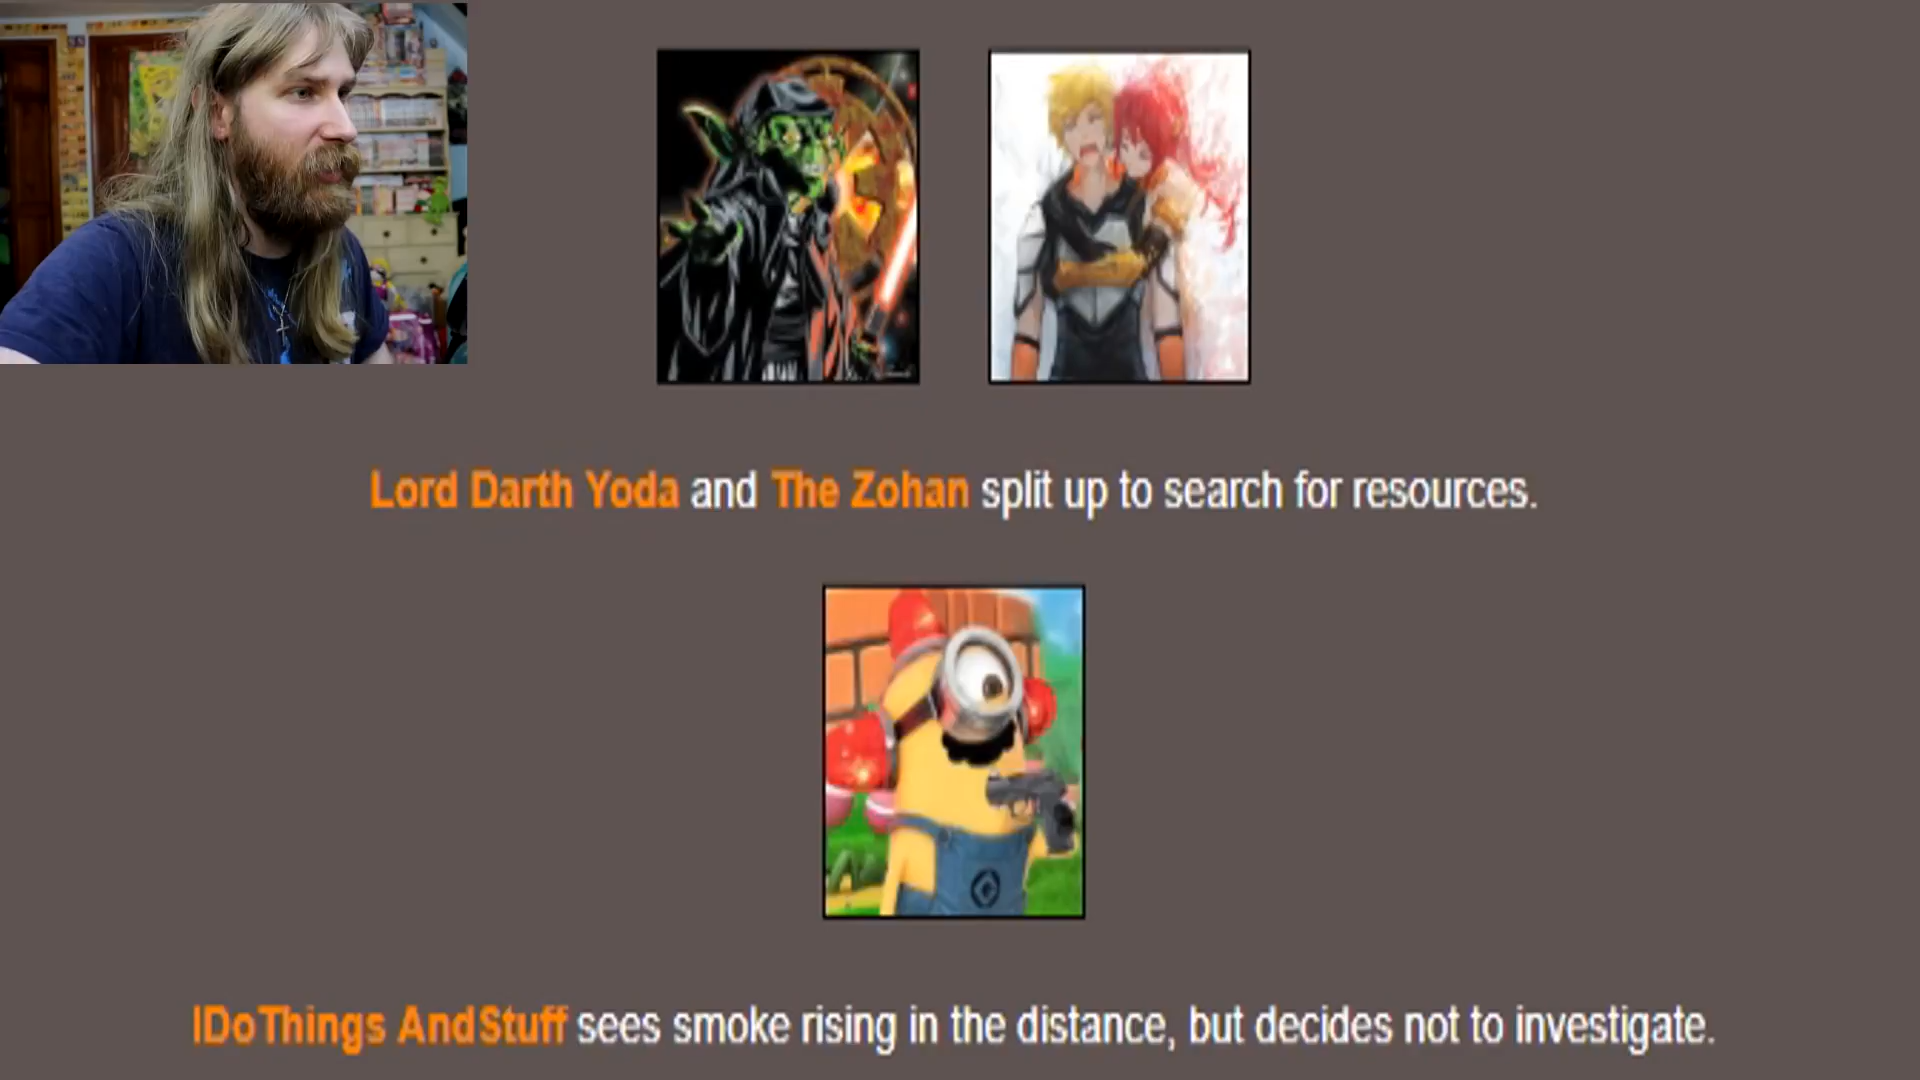 Lord Darth Yoda and The Zohan split up to search for resources.
IDoThings AndStuff sees smoke rising in the distance, but decides not to investigate.